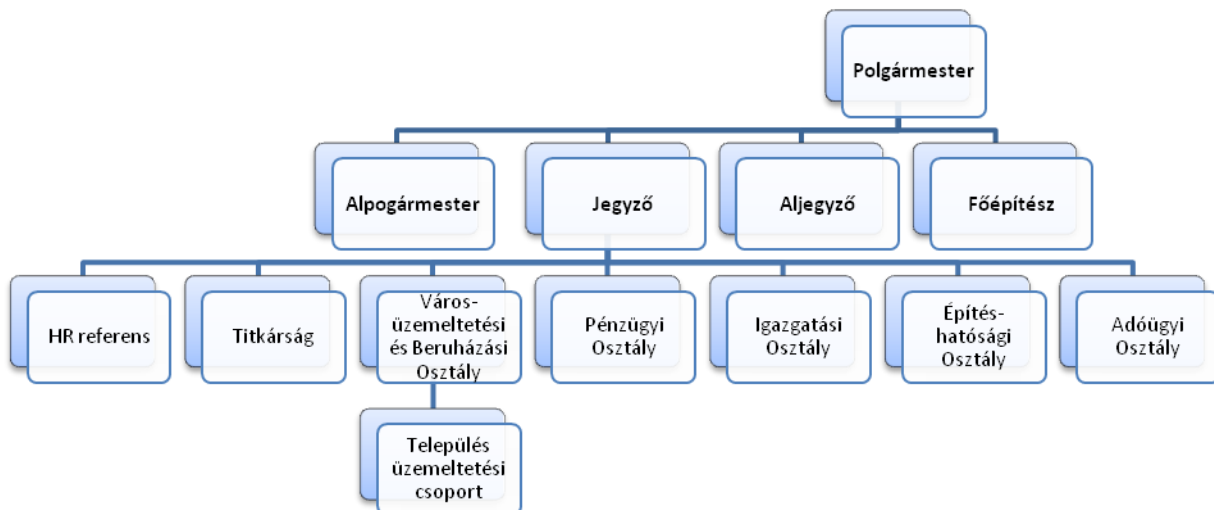 Polgármester
Alpogármester
Jegyző
Aljegyző
Főépítész
HR referens
Titkárság
Város-
üzemeltetési
és Beruházási
Osztály
Pénzügyi
Osztály
Igazgatási
Osztály
Építés-
hatósági
Osztály
Adóügyi
Osztály
Település
üzemeltetési
csoport